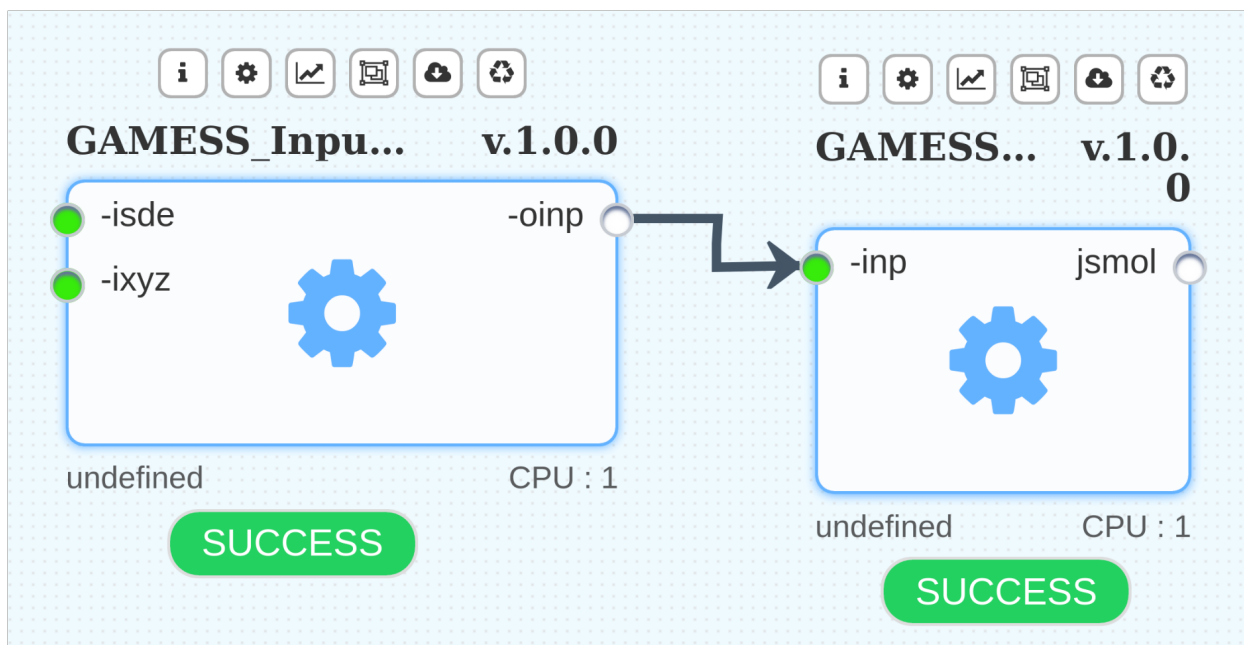 GAMESS_Inpu... v.1.0.0
-isde -oinp
-ixyz
undefined CPU : 1
SUCCESS
GAMESS... v.1.0.
0
-inp jsmol
undefined CPU : 1
SUCCESS